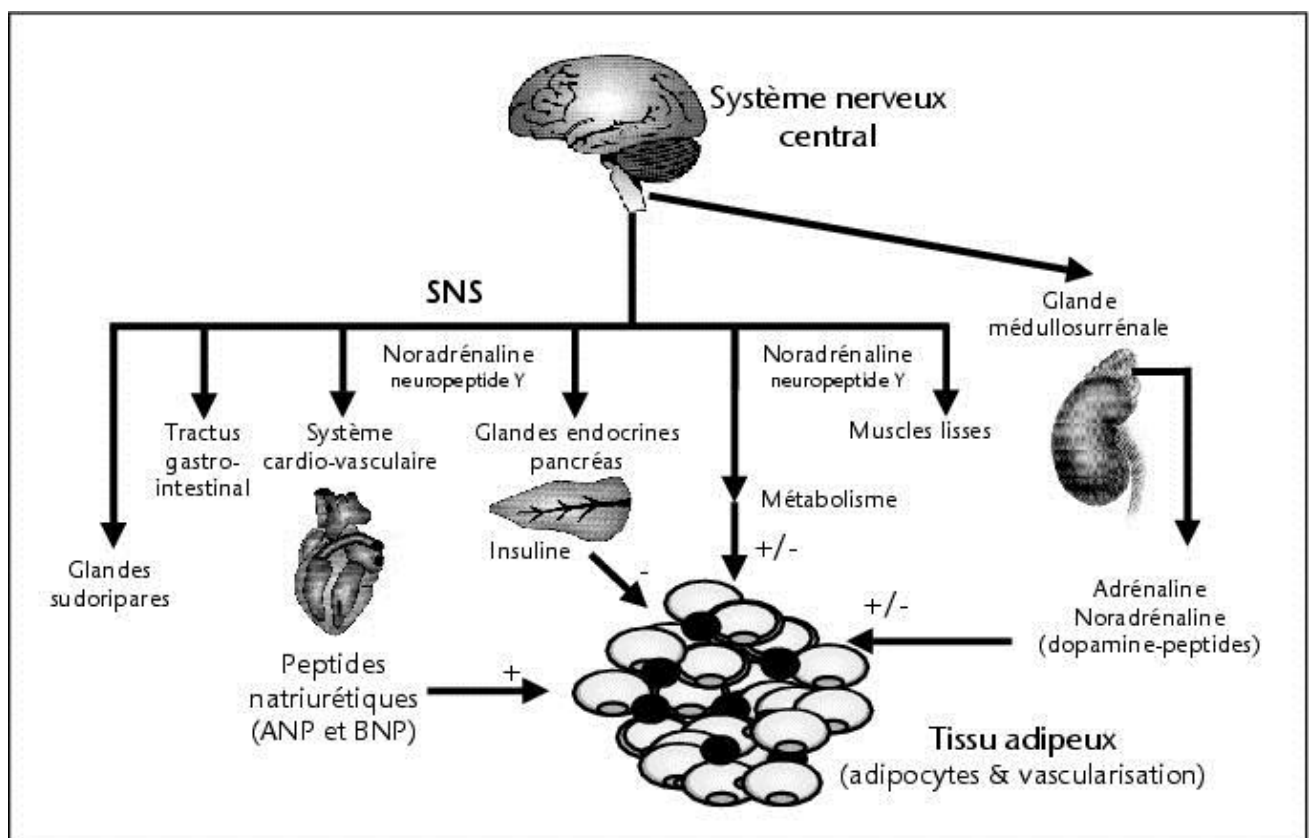 Système nerveux
central
SNS
Glande
médullosurrénale
Noradrénaline
neuropeptide Y
Noradrénaline
neuropeptide Y
Tractus
gastro-
intestinal
Système
cardio-vasculaire
Glandes endocrines
pancréas
Muscles lisses
Métabolisme
Insuline
-
+/-
Glandes
sudoripares
+/-
Adrénaline
Noradrénaline
(dopamine-peptides)
Peptides
natriurétiques
(ANP et BNP)
+
Tissu adipeux
(adipocytes & vascularisation)